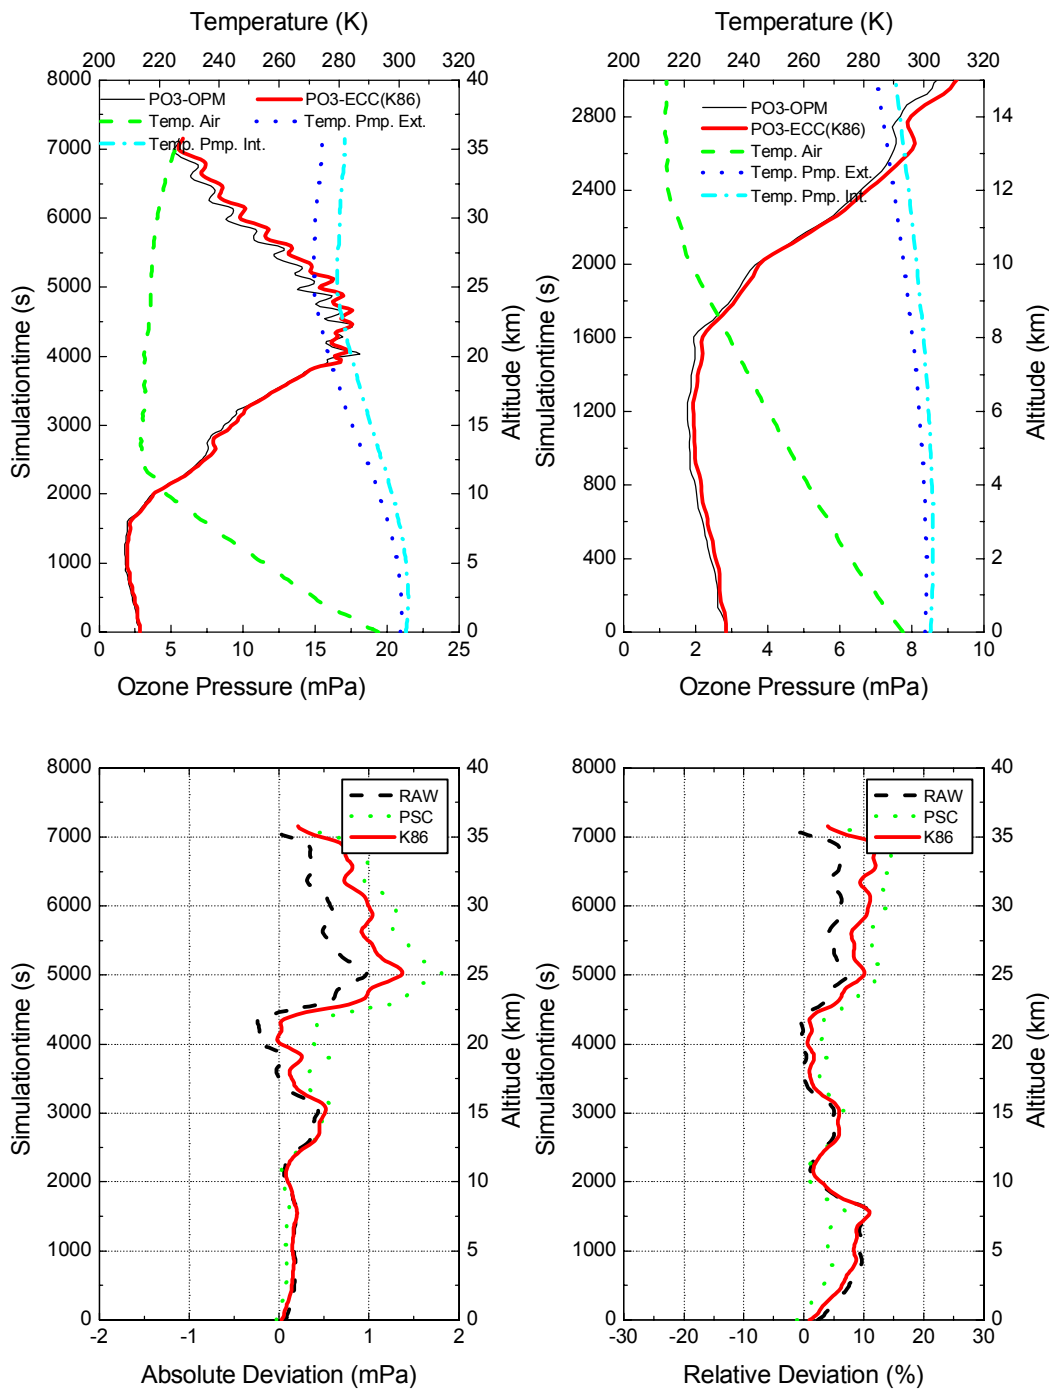 Temperature (K)
200 220 240 260 280 300 320
8000
7000
6000
5000
4000
3000
2000
1000
0
Simulationtime (s)
PO3-OPM
PO3-ECC(K86)
Temp. Air
Temp. Pmp. Ext.
Temp. Pmp. Int.
40
35
30
25
20
15
10
5
0
Altitude (km)
0 5 10 15 20 25
Ozone Pressure (mPa)
Temperature (K)
200 220 240 260 280 300 320
2800
2400
2000
1600
1200
800
400
0
Simulationtime (s)
PO3-OPM
PO3-ECC(K86)
Temp. Air
Temp. Pmp. Ext.
Temp. Pmp. Int.
14
12
10
8
6
4
2
0
Altitude (km)
0 2 4 6 8 10
Ozone Pressure (mPa)
8000
7000
6000
5000
4000
3000
2000
1000
0
Simulationtime (s)
RAW
PSC
K86
40
35
30
25
20
15
10
5
0
Altitude (km)
-2 -1 0 1 2
Absolute Deviation (mPa)
8000
7000
6000
5000
4000
3000
2000
1000
0
Simulationtime (s)
RAW
PSC
K86
40
35
30
25
20
15
10
5
0
Altitude (km)
-30 -20 -10 0 10 20 30
Relative Deviation (%)